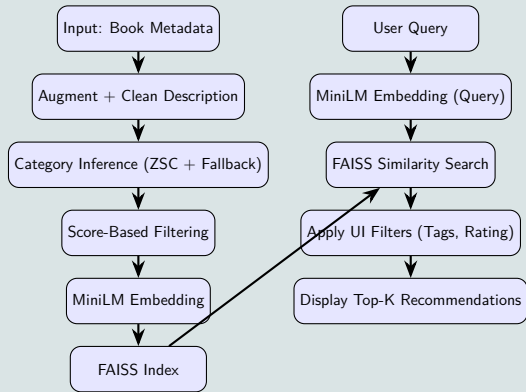 Input: Book Metadata
Augment + Clean Description
Category Inference (ZSC + Fallback)
Score-Based Filtering
MiniLM Embedding
FAISS Index
User Query
MiniLM Embedding (Query)
FAISS Similarity Search
Apply UI Filters (Tags, Rating)
Display Top-K Recommendations